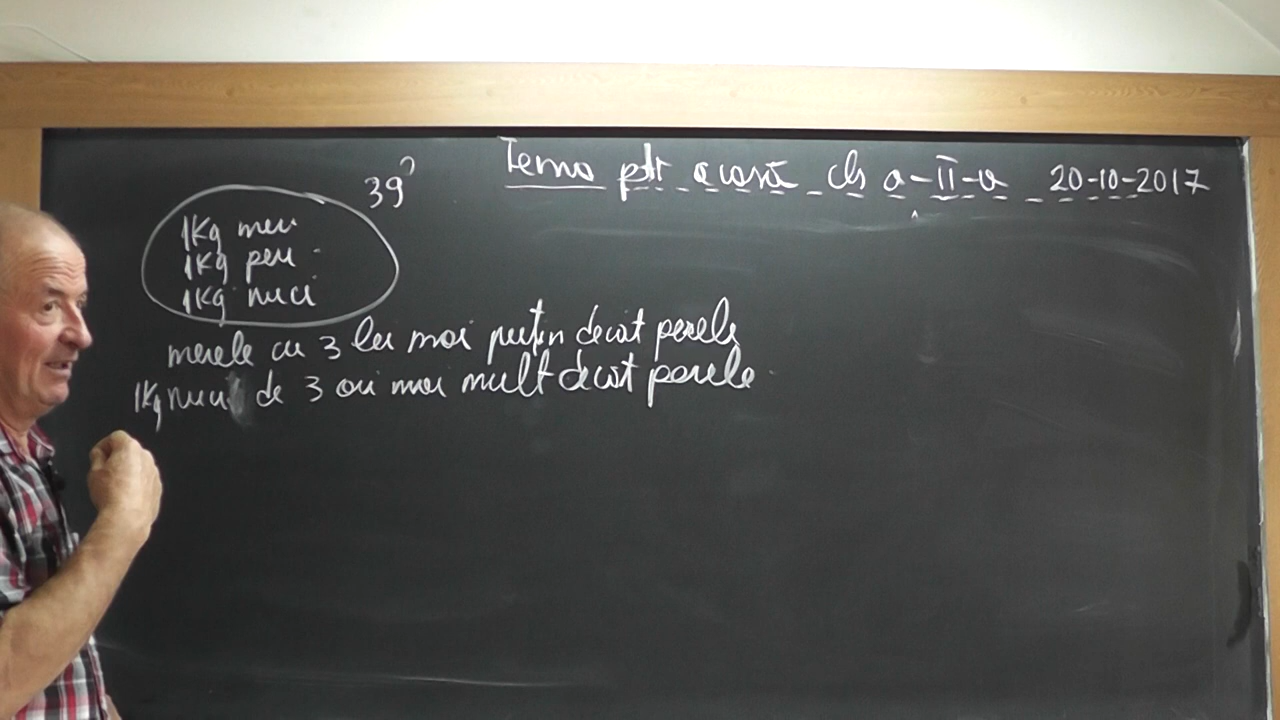 Tema ptr acasă cls a-II-a 20-10-2017
39
1Kg mere
1Kg pere
1Kg nuci
merele cu 3 lei mai puțin decât perele
1Kg nuci de 3 ori mai mult decât perele